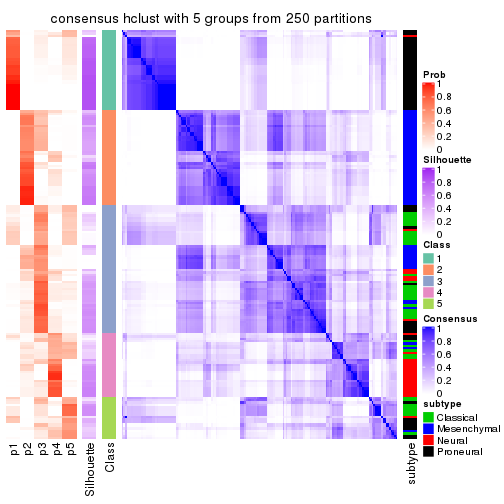 consensus hclust with 5 groups from 250 partitions
Prob
1
0.8
0.6
0.4
0.2
0
Silhouette
1
0.8
0.6
0.4
0.2
0
Class
1
2
3
4
5
Consensus
1
0.8
0.6
0.4
0.2
0
subtype
Classical
Mesenchymal
Neural
Proneural
p1
p2
p3
p4
p5
Silhouette
Class
subtype